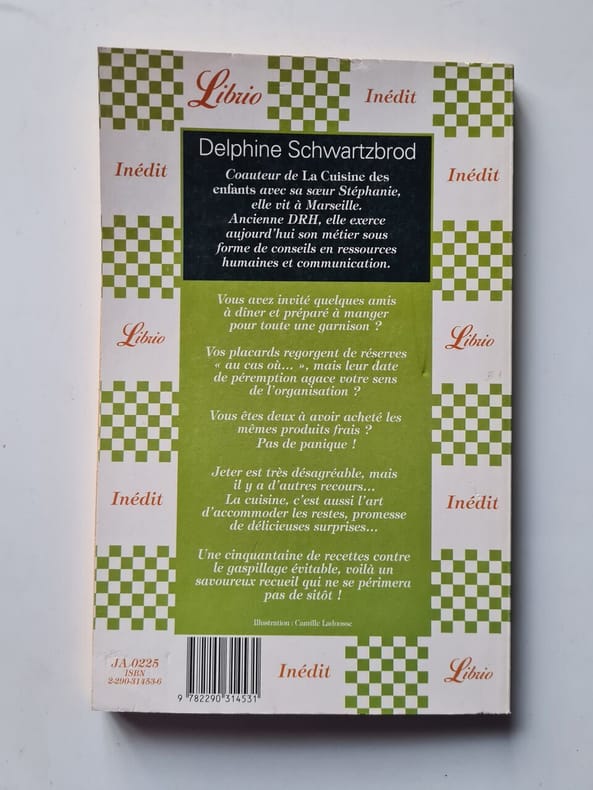 Librio
Inédit
Inédit
Delphine Schwartzbrod
Inédit
Coauteur de La Cuisine des
enfants avec sa sœur Stéphanie,
elle vit à Marseille.
Ancienne DRH, elle exerce
aujourd'hui son métier sous
forme de conseils en ressources
humaines et communication.
Vous avez invité quelques amis
à dîner et préparé à manger
pour toute une garnison ?
Librio
Librio
Vos placards regorgent de réserves
« au cas où... », mais leur date
de péremption agace votre sens
de l'organisation ?
Vous êtes deux à avoir acheté les
mêmes produits frais ?
Pas de panique !
Jeter est très désagréable, mais
il y a d'autres recours...
La cuisine, c'est aussi l'art
d'accommoder les restes, promesse
de délicieuses surprises...
Inédit
Inédit
Une cinquantaine de recettes contre
le gaspillage évitable, voilà un
savoureux recueil qui ne se périmera
pas de sitôt !
Illustration : Camille Ladousse
JA 0225
ISBN
2-290-31453-6
9 782290 314531
Inédit
Librio